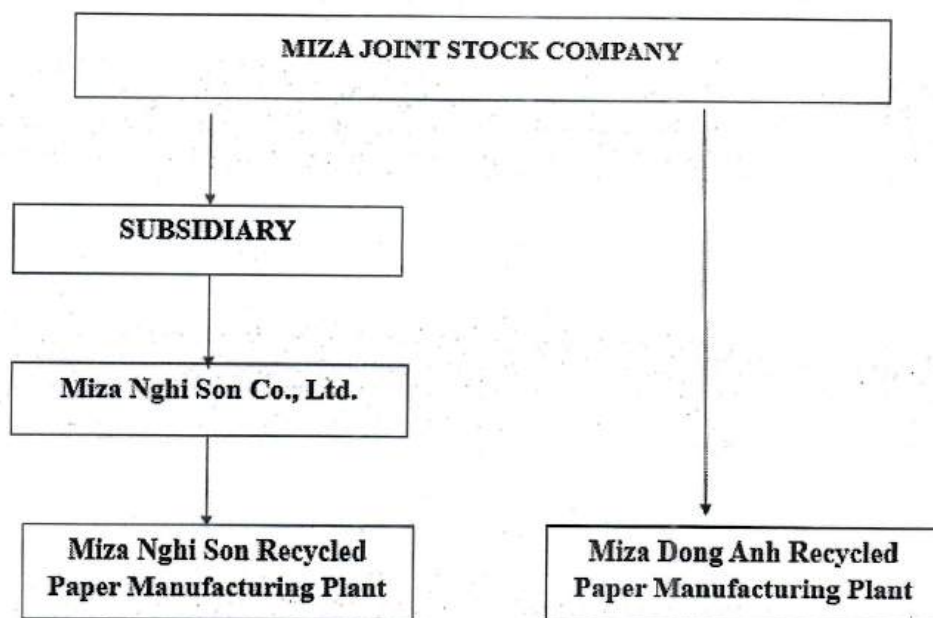 MIZA JOINT STOCK COMPANY
SUBSIDIARY
Miza Nghi Son Co., Ltd.
Miza Nghi Son Recycled
Paper Manufacturing Plant
Miza Dong Anh Recycled
Paper Manufacturing Plant